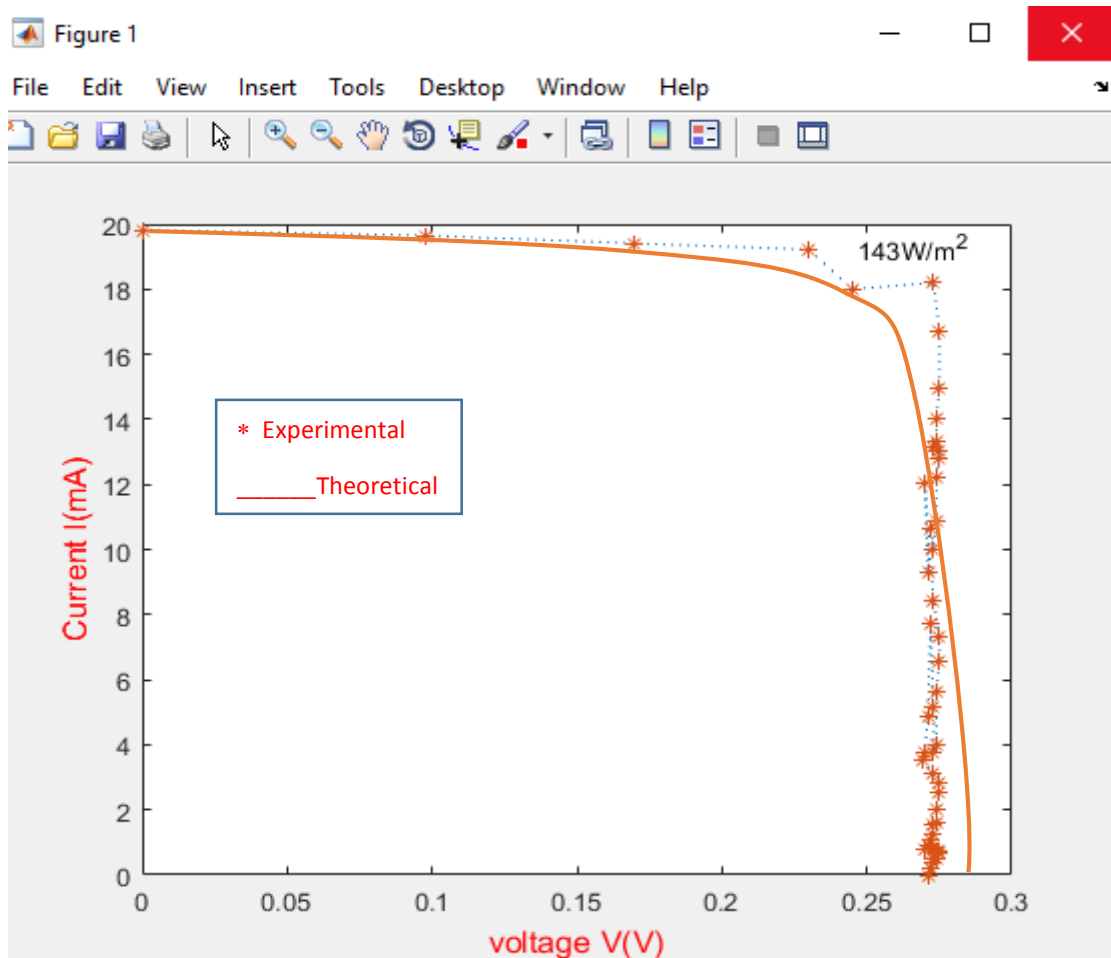 Figure 1
File Edit View Insert Tools Desktop Window Help
20
143W/m²
18
16
14
* Experimental
______Theoretical
12
10
8
6
4
2
0
Current I(mA)
0 0.05 0.1 0.15 0.2 0.25 0.3
voltage V(V)